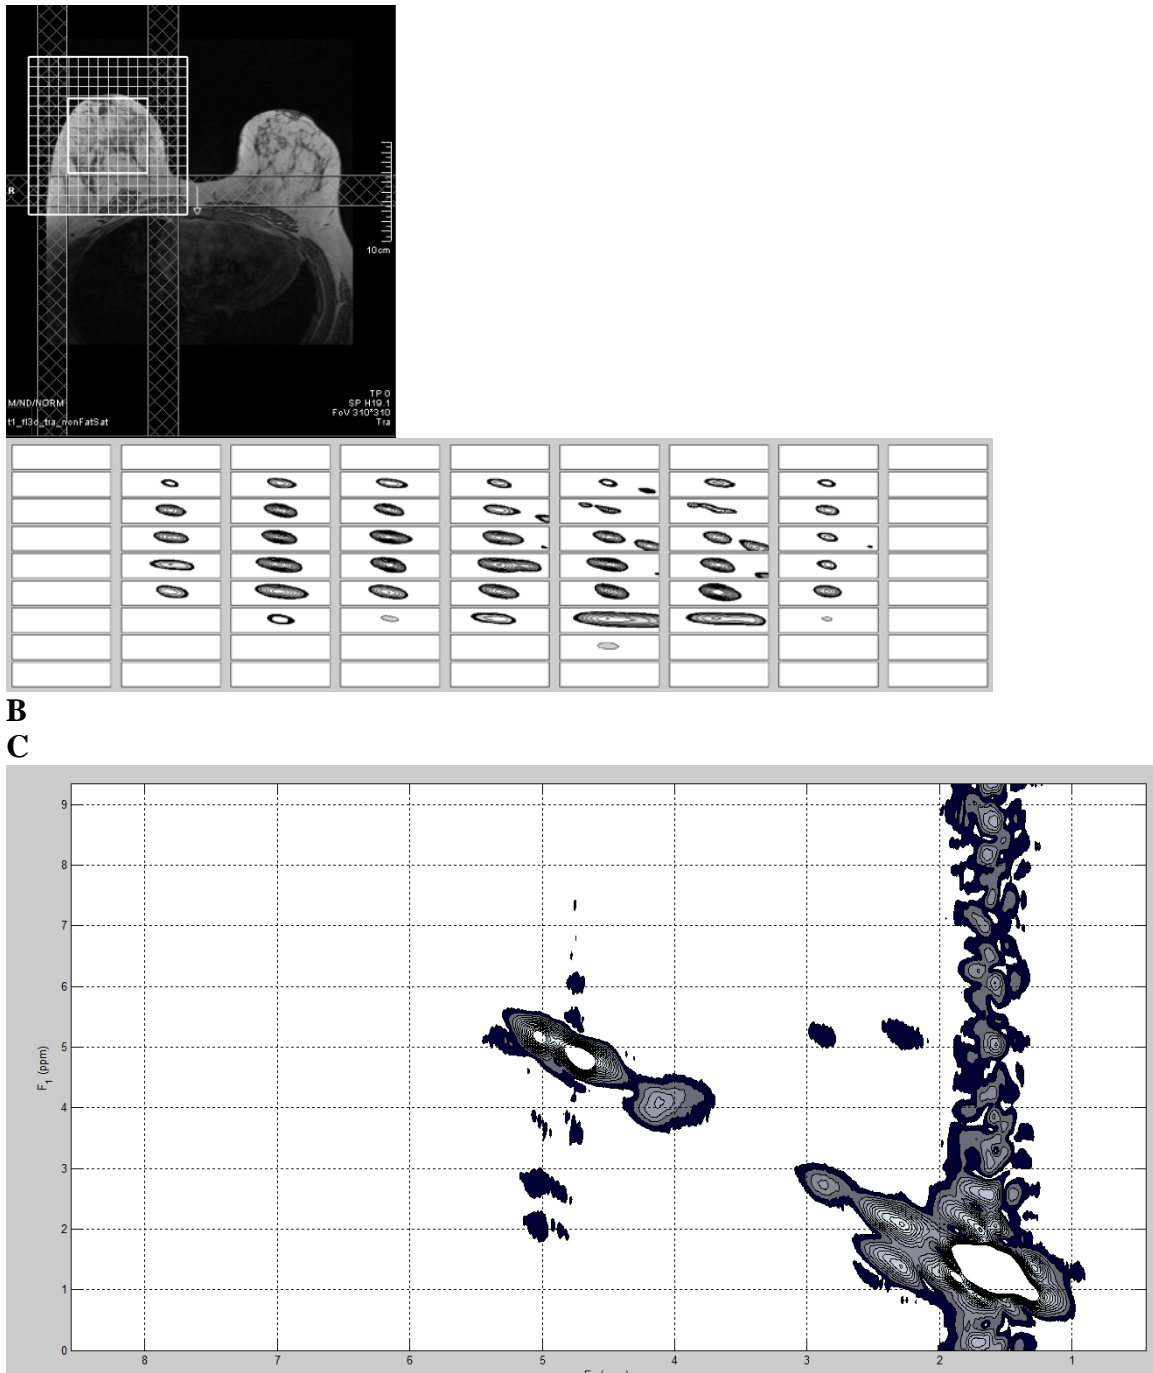 R
10cm
M/ND/NORM
t1_fl3d_tra_nonFatSat
TP 0
SP H19.1
FoV 310*310
Tra
B
C
9
8
7
6
5
4
3
2
1
0
F1 (ppm)
8 7 6 5 4 3 2 1